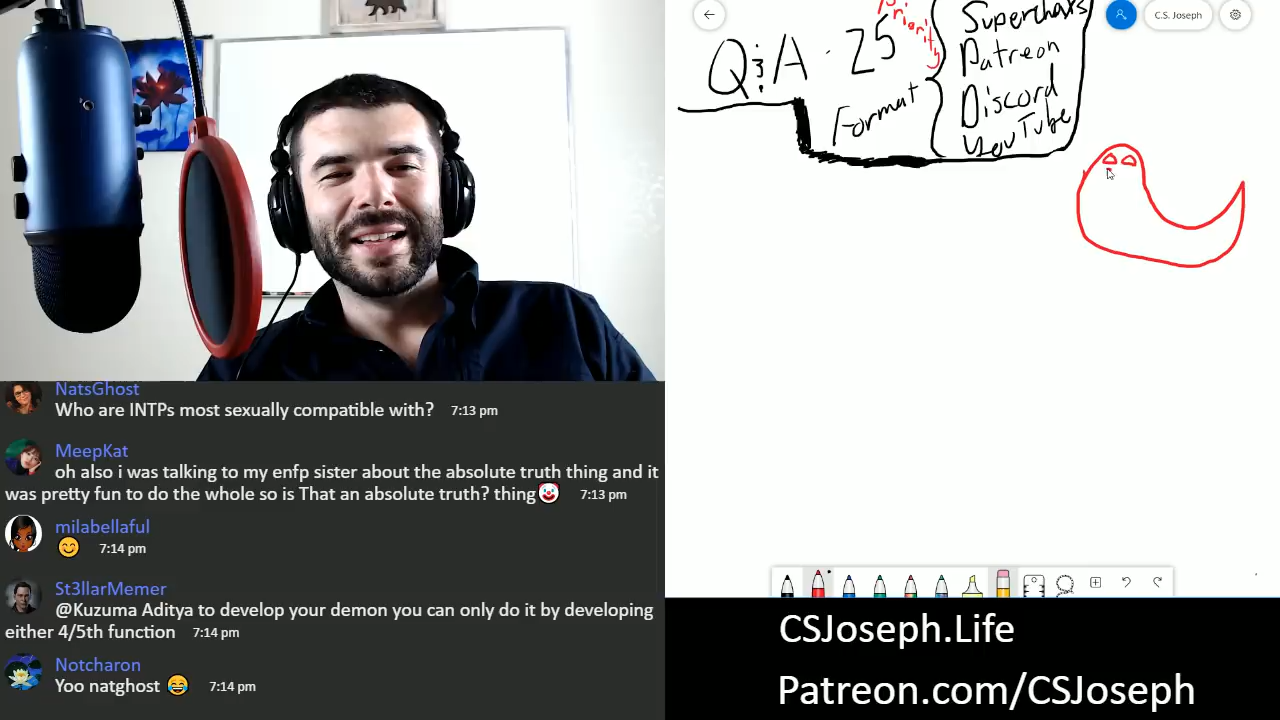 Priority
Superchats
Q & A · 25
Patreon
Format
Discord
YouTube
C.S. Joseph
NatsGhost
Who are INTPs most sexually compatible with? 7:13 pm
MeepKat
oh also i was talking to my enfp sister about the absolute truth thing and it
was pretty fun to do the whole so is That an absolute truth? thing🤡 7:13 pm
milabellaful
😊 7:14 pm
St3llarMemer
@Kuzuma Aditya to develop your demon you can only do it by developing
either 4/5th function 7:14 pm
Notcharon
Yoo natghost 😂 7:14 pm
CSJoseph.Life
Patreon.com/CSJoseph